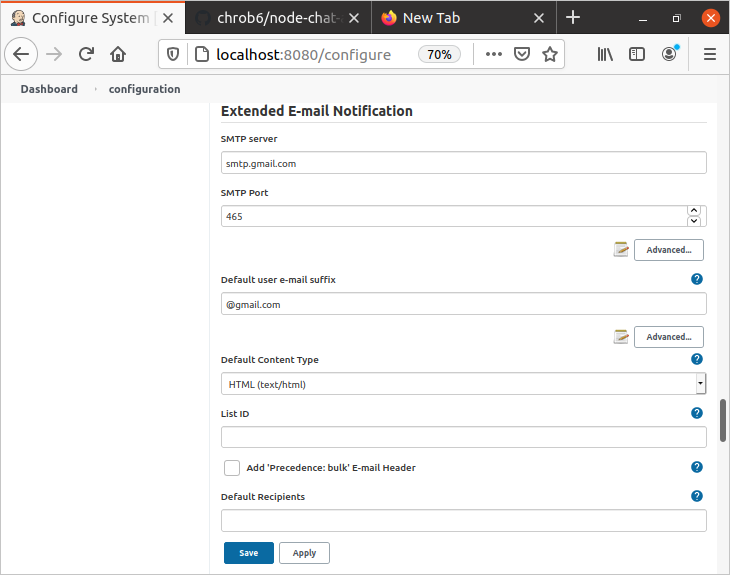 Configure System
chrob6/node-chat-
New Tab
localhost:8080/configure
70%
Dashboard
configuration
Extended E-mail Notification
SMTP server
smtp.gmail.com
SMTP Port
465
Advanced...
Default user e-mail suffix
@gmail.com
Advanced...
Default Content Type
HTML (text/html)
List ID
Add 'Precedence: bulk' E-mail Header
Default Recipients
Save
Apply